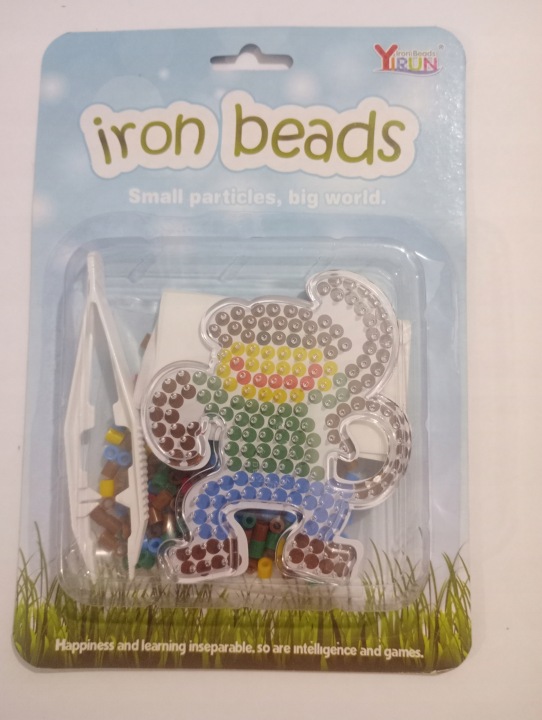 Iron Beads
YIRUN®
iron beads
Small particles, big world.
Happiness and learning inseparable, so are intelligence and games.